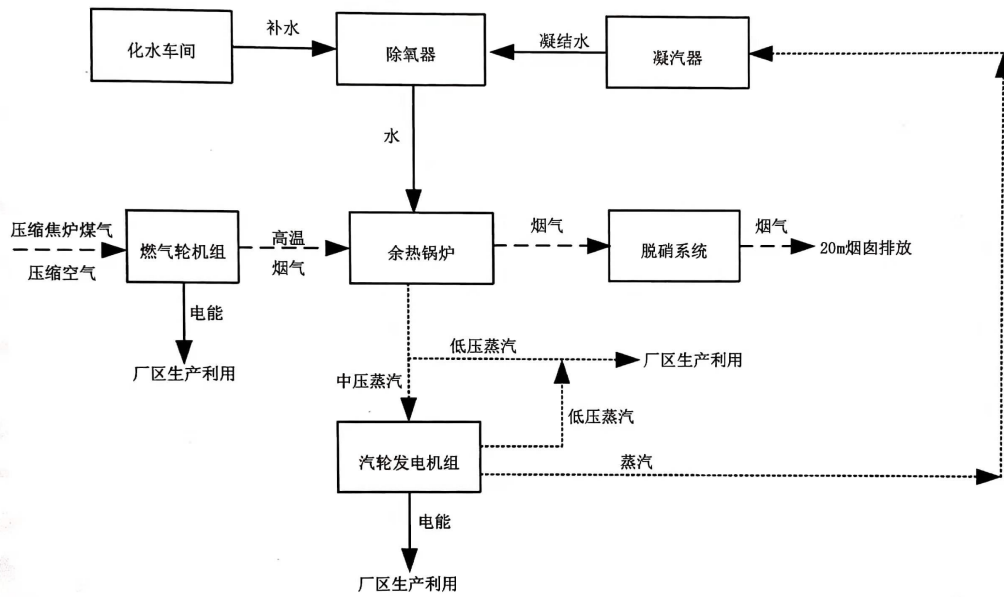 化水车间
补水
除氧器
凝结水
凝汽器
水
压缩焦炉煤气
压缩空气
燃气轮机组
高温
烟气
余热锅炉
烟气
脱硝系统
烟气
20m烟囱排放
电能
厂区生产利用
低压蒸汽
厂区生产利用
中压蒸汽
低压蒸汽
汽轮发电机组
蒸汽
电能
厂区生产利用